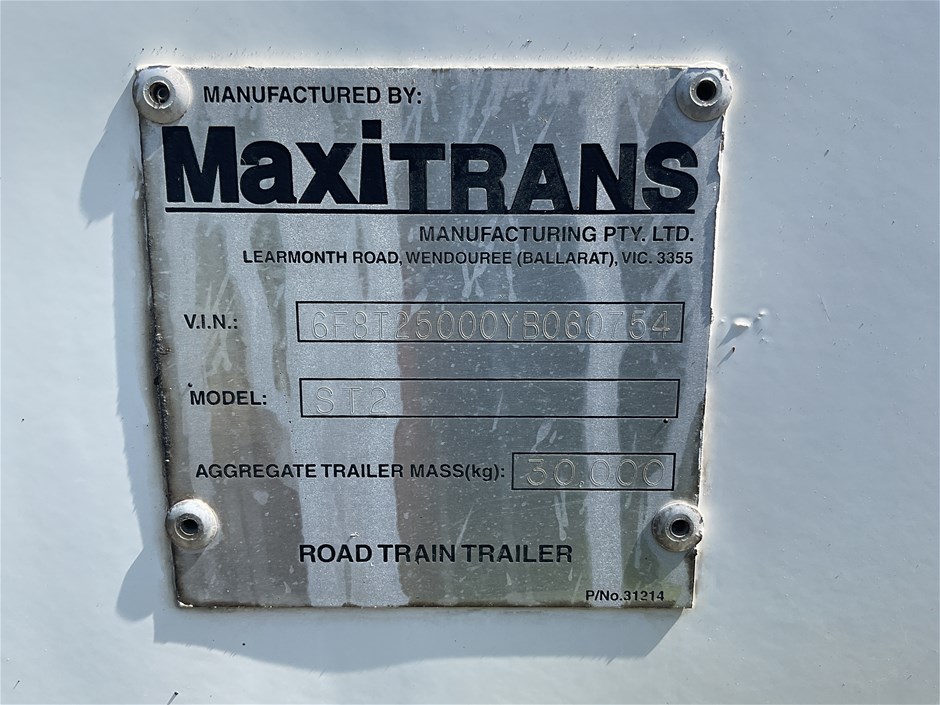 MANUFACTURED BY:
MaxiTRANS
MANUFACTURING PTY. LTD.
LEARMONTH ROAD, WENDOUREE (BALLARAT), VIC. 3355
V.I.N.: 6F8T25000YB060754
MODEL: ST2
AGGREGATE TRAILER MASS(kg): 30,000
ROAD TRAIN TRAILER
P/No.31214